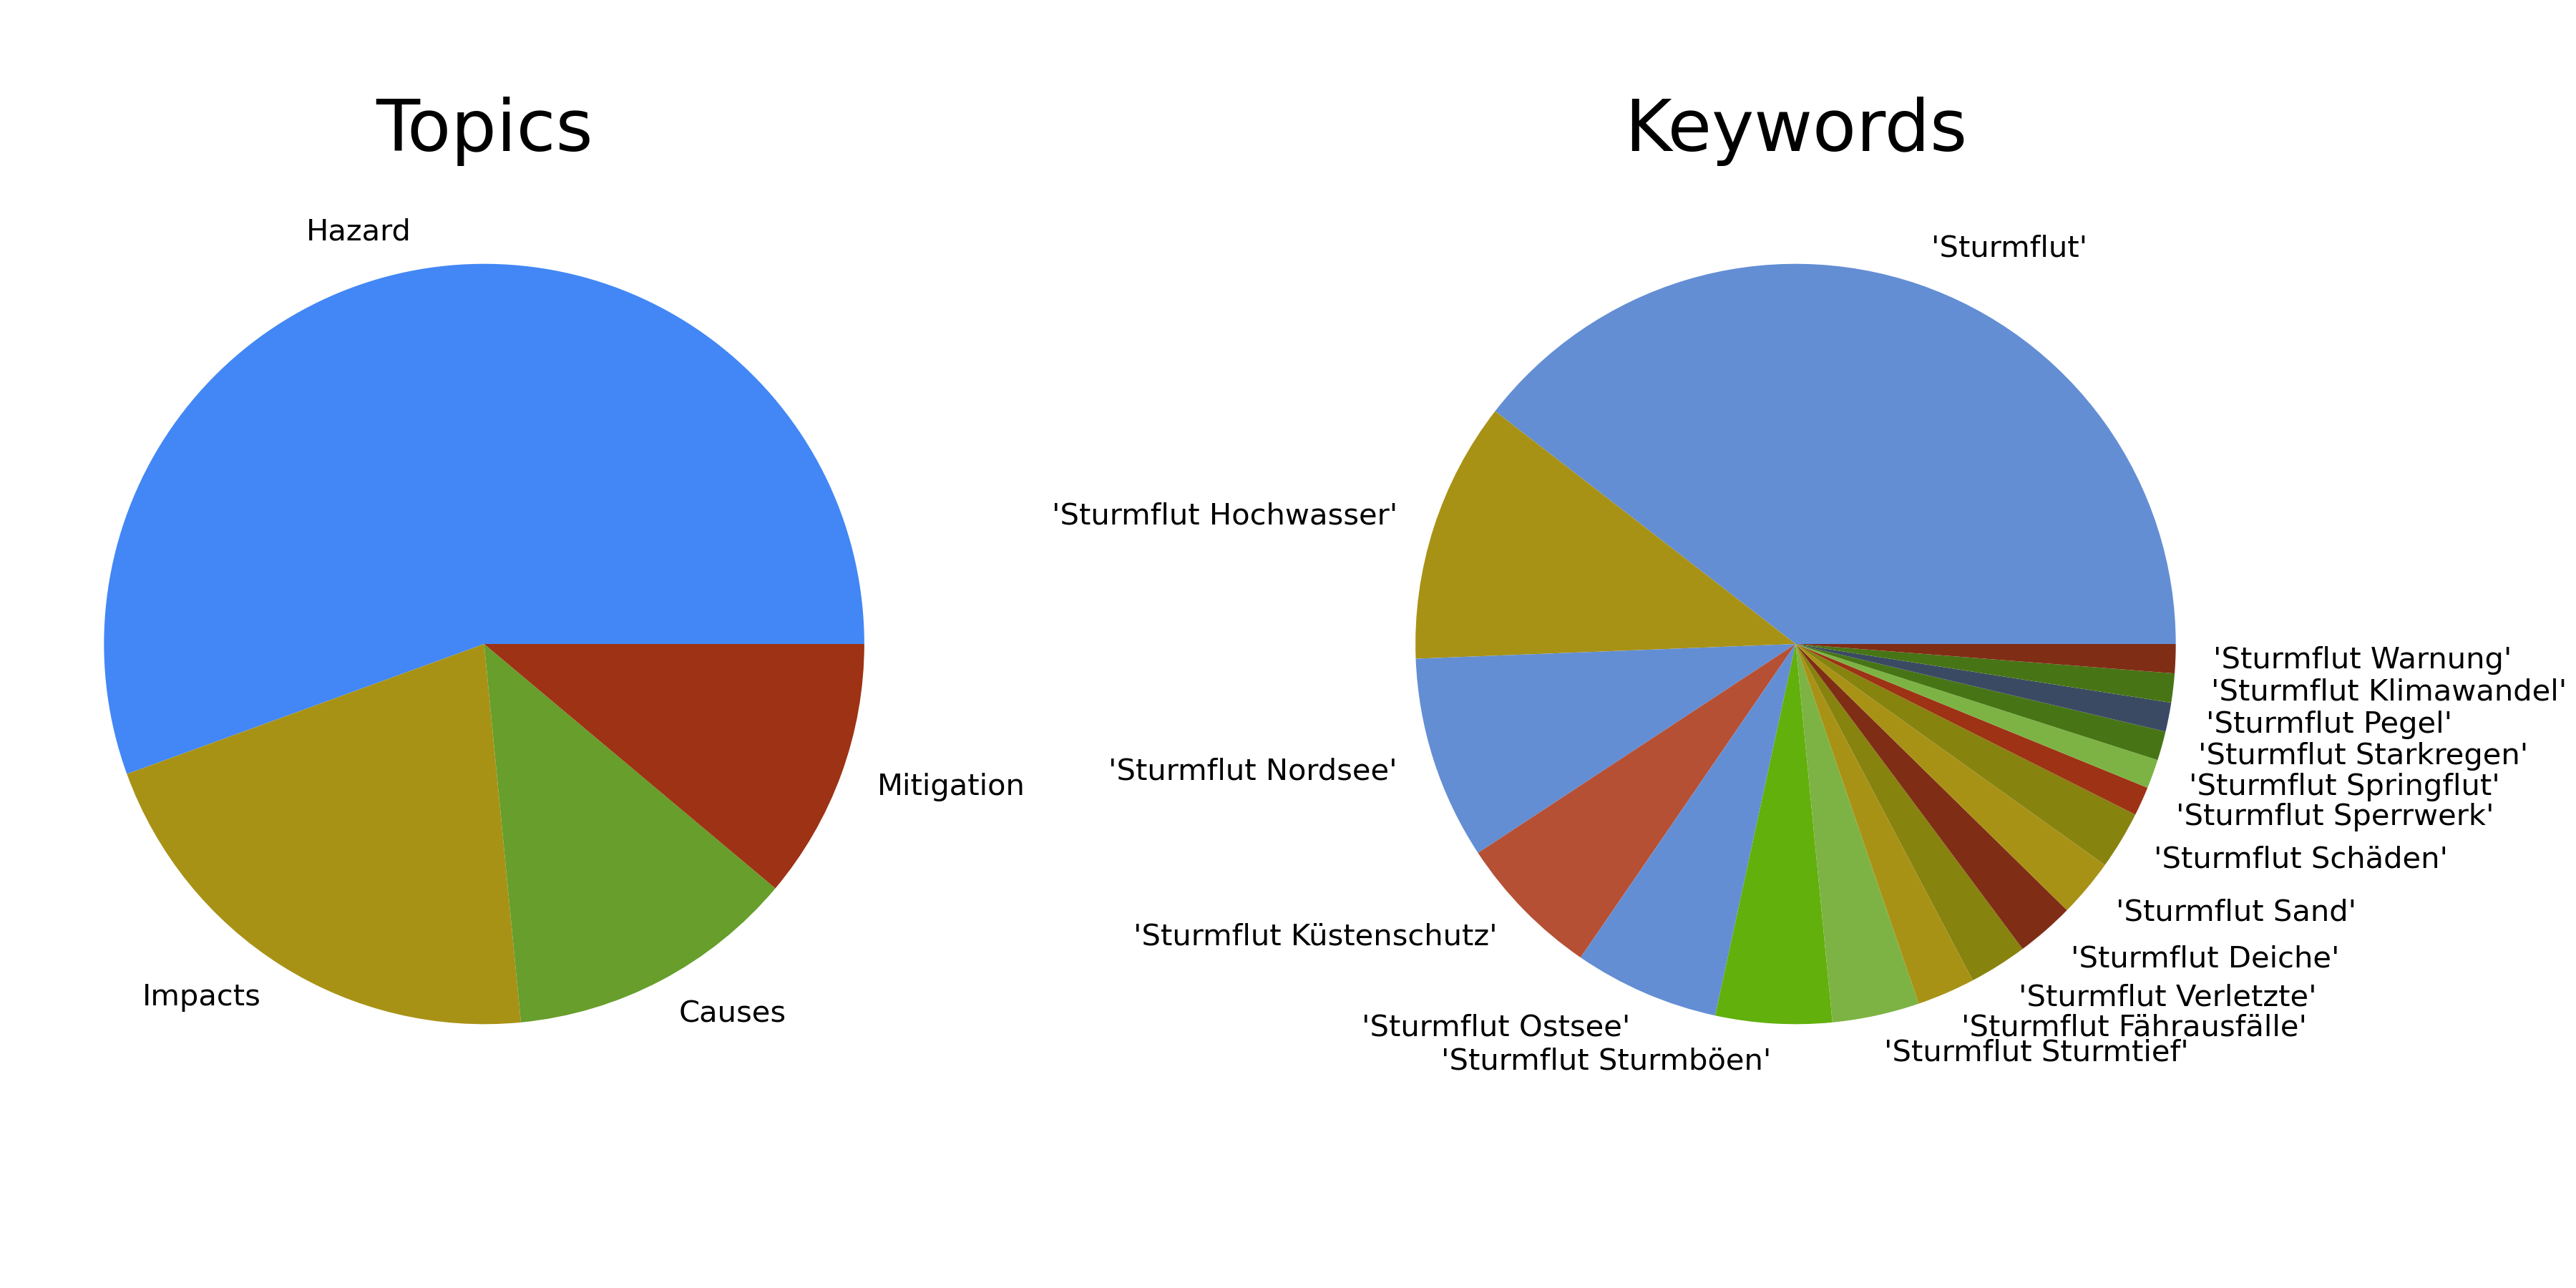 Topics
Hazard
Mitigation
Impacts
Causes
Keywords
'Sturmflut'
'Sturmflut Hochwasser'
'Sturmflut Nordsee'
'Sturmflut Küstenschutz'
'Sturmflut Ostsee'
'Sturmflut Sturmböen'
'Sturmflut Sturmtief'
'Sturmflut Fährausfälle'
'Sturmflut Verletzte'
'Sturmflut Deiche'
'Sturmflut Sand'
'Sturmflut Schäden'
'Sturmflut Sperrwerk'
'Sturmflut Springflut'
'Sturmflut Starkregen'
'Sturmflut Pegel'
'Sturmflut Klimawandel'
'Sturmflut Warnung'